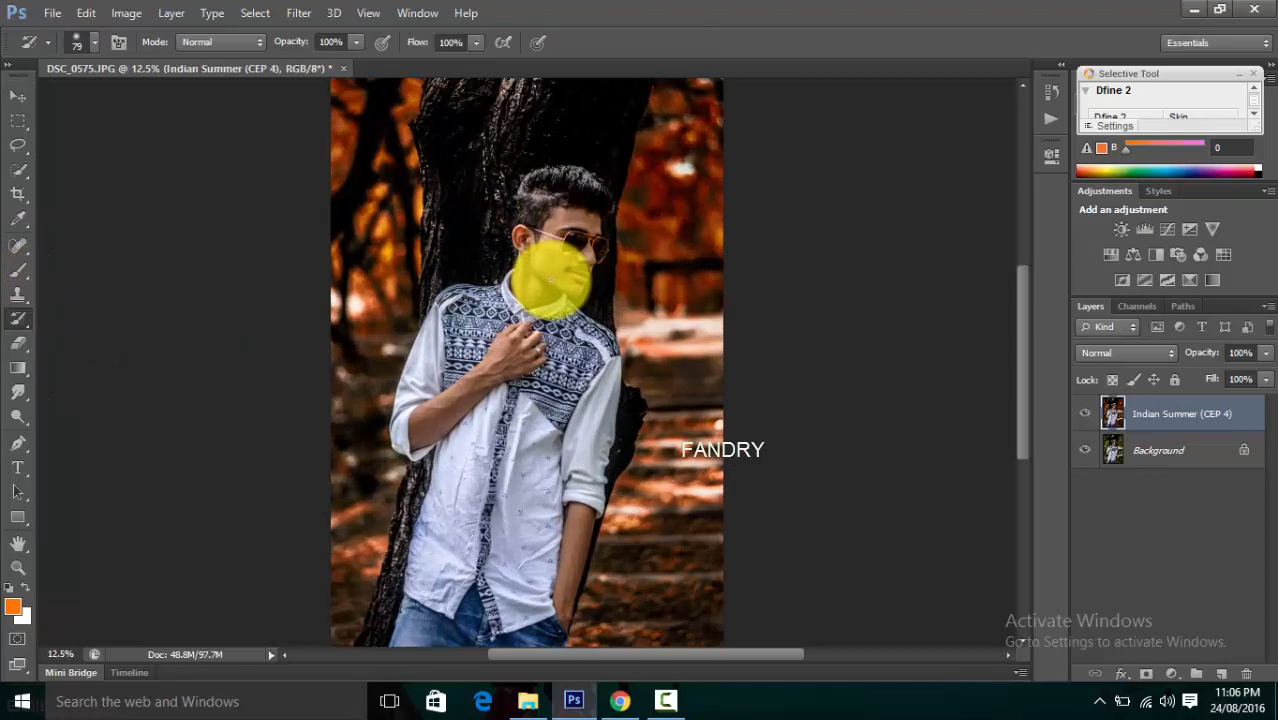 Ps File Edit Image Layer Type Select Filter 3D View Window Help
79 Mode: Normal Opacity: 100% Flow: 100% Essentials
DSC_0575.JPG @ 12.5% (Indian Summer (CEP 4), RGB/8*) * ×
Selective Tool
Dfine 2
Dfine 2 Skin
Settings
B 0
Adjustments Styles
Add an adjustment
Layers Channels Paths
Kind
Normal Opacity: 100%
Lock: Fill: 100%
Indian Summer (CEP 4)
Background
FANDRY
Activate Windows
Go to Settings to activate Windows.
12.5% Doc: 48.8M/97.7M
Mini Bridge Timeline
Search the web and Windows
Ps
11:06 PM
24/08/2016